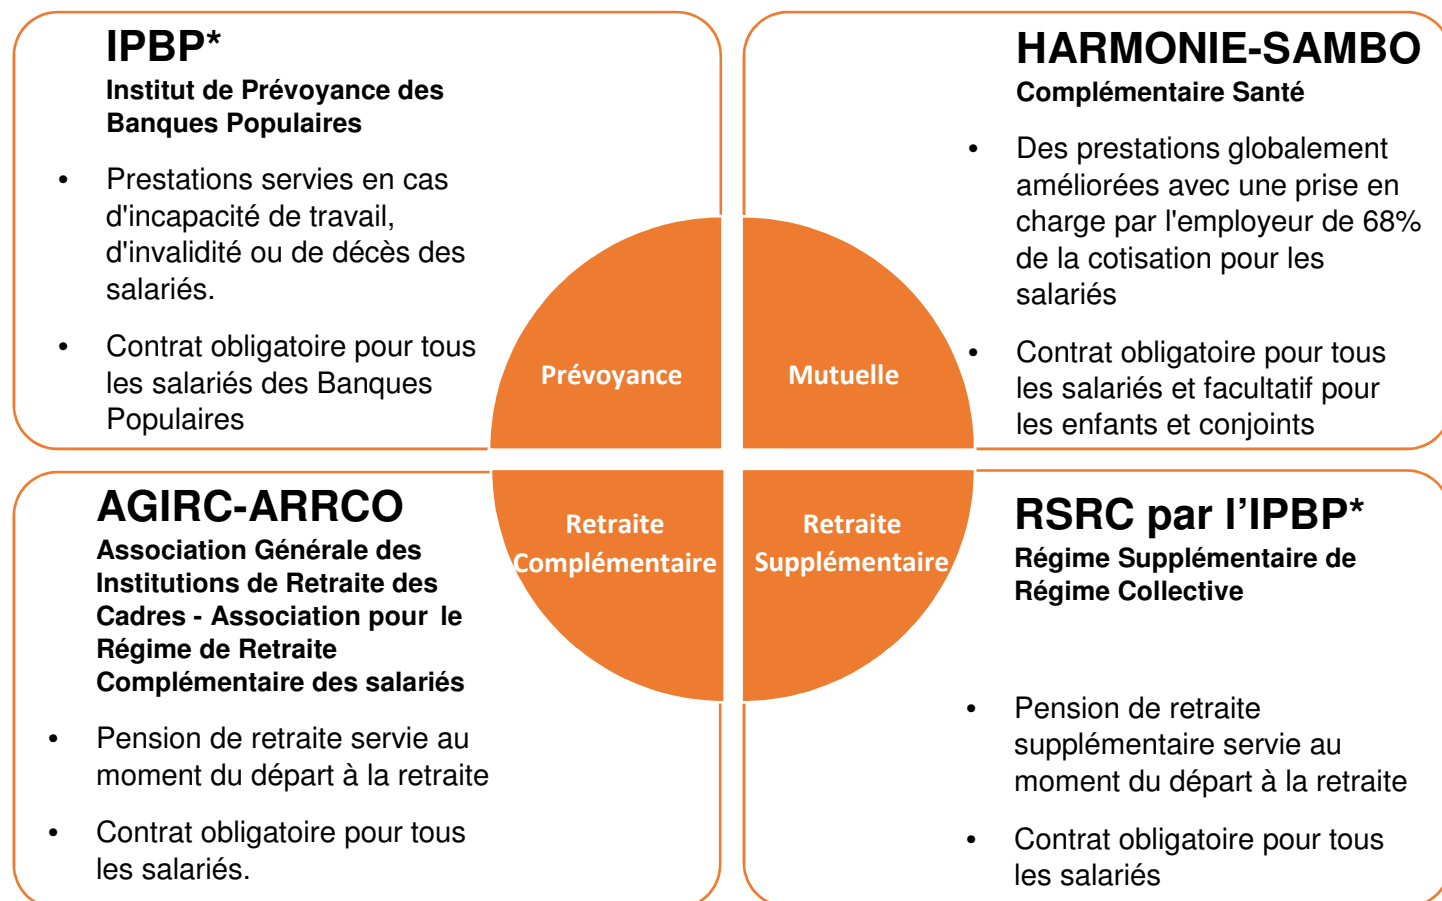 IPBP*
Institut de Prévoyance des
Banques Populaires
• Prestations servies en cas
d'incapacité de travail,
d'invalidité ou de décès des
salariés.
• Contrat obligatoire pour tous
les salariés des Banques
Populaires
HARMONIE-SAMBO
Complémentaire Santé
• Des prestations globalement
améliorées avec une prise en
charge par l'employeur de 68%
de la cotisation pour les
salariés
• Contrat obligatoire pour tous
les salariés et facultatif pour
les enfants et conjoints
Prévoyance
Mutuelle
Retraite
Complémentaire
Retraite
Supplémentaire
AGIRC-ARRCO
Association Générale des
Institutions de Retraite des
Cadres - Association pour le
Régime de Retraite
Complémentaire des salariés
• Pension de retraite servie au
moment du départ à la retraite
• Contrat obligatoire pour tous
les salariés.
RSRC par l’IPBP*
Régime Supplémentaire de
Régime Collective
• Pension de retraite
supplémentaire servie au
moment du départ à la retraite
• Contrat obligatoire pour tous
les salariés